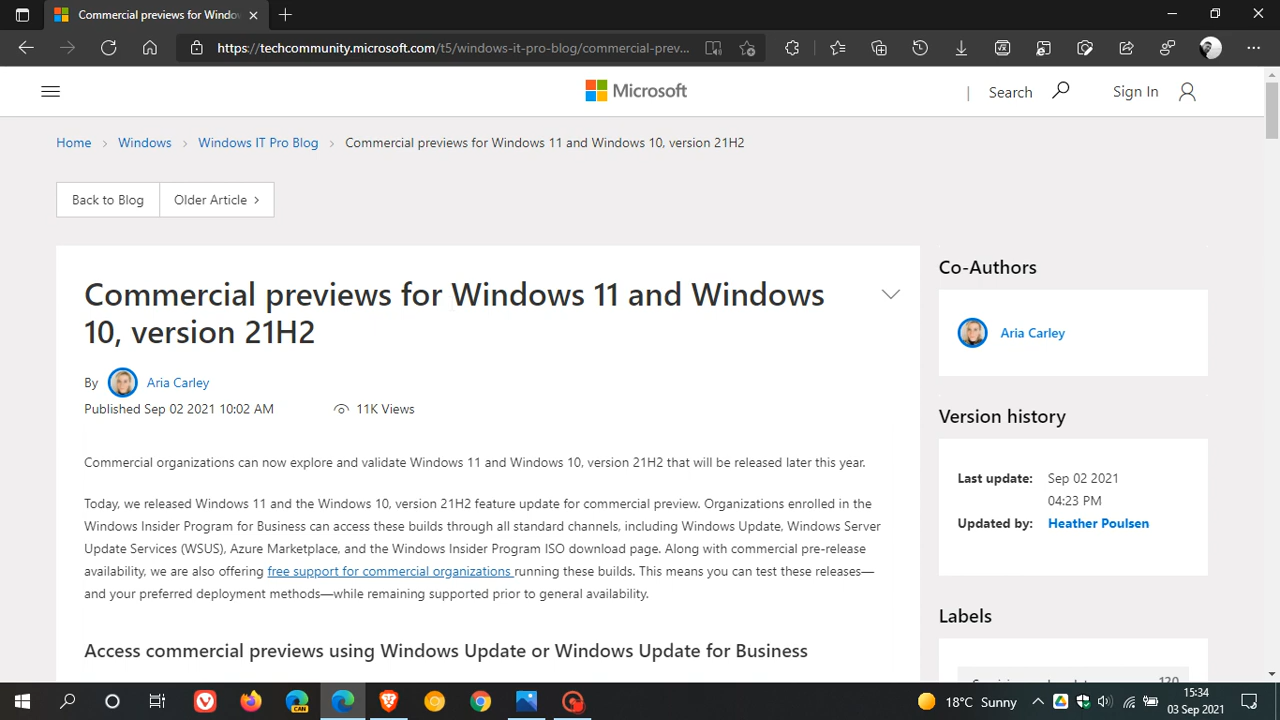 Commercial previews for Windo
https://techcommunity.microsoft.com/t5/windows-it-pro-blog/commercial-prev...
Microsoft
Search
Sign In
Home > Windows > Windows IT Pro Blog > Commercial previews for Windows 11 and Windows 10, version 21H2
Back to Blog
Older Article >
Commercial previews for Windows 11 and Windows
10, version 21H2
By Aria Carley
Published Sep 02 2021 10:02 AM
11K Views
Commercial organizations can now explore and validate Windows 11 and Windows 10, version 21H2 that will be released later this year.
Today, we released Windows 11 and the Windows 10, version 21H2 feature update for commercial preview. Organizations enrolled in the
Windows Insider Program for Business can access these builds through all standard channels, including Windows Update, Windows Server
Update Services (WSUS), Azure Marketplace, and the Windows Insider Program ISO download page. Along with commercial pre-release
availability, we are also offering free support for commercial organizations running these builds. This means you can test these releases—
and your preferred deployment methods—while remaining supported prior to general availability.
Access commercial previews using Windows Update or Windows Update for Business
Co-Authors
Aria Carley
Version history
Last update: Sep 02 2021
04:23 PM
Updated by: Heather Poulsen
Labels
CAN
18°C Sunny
15:34
03 Sep 2021